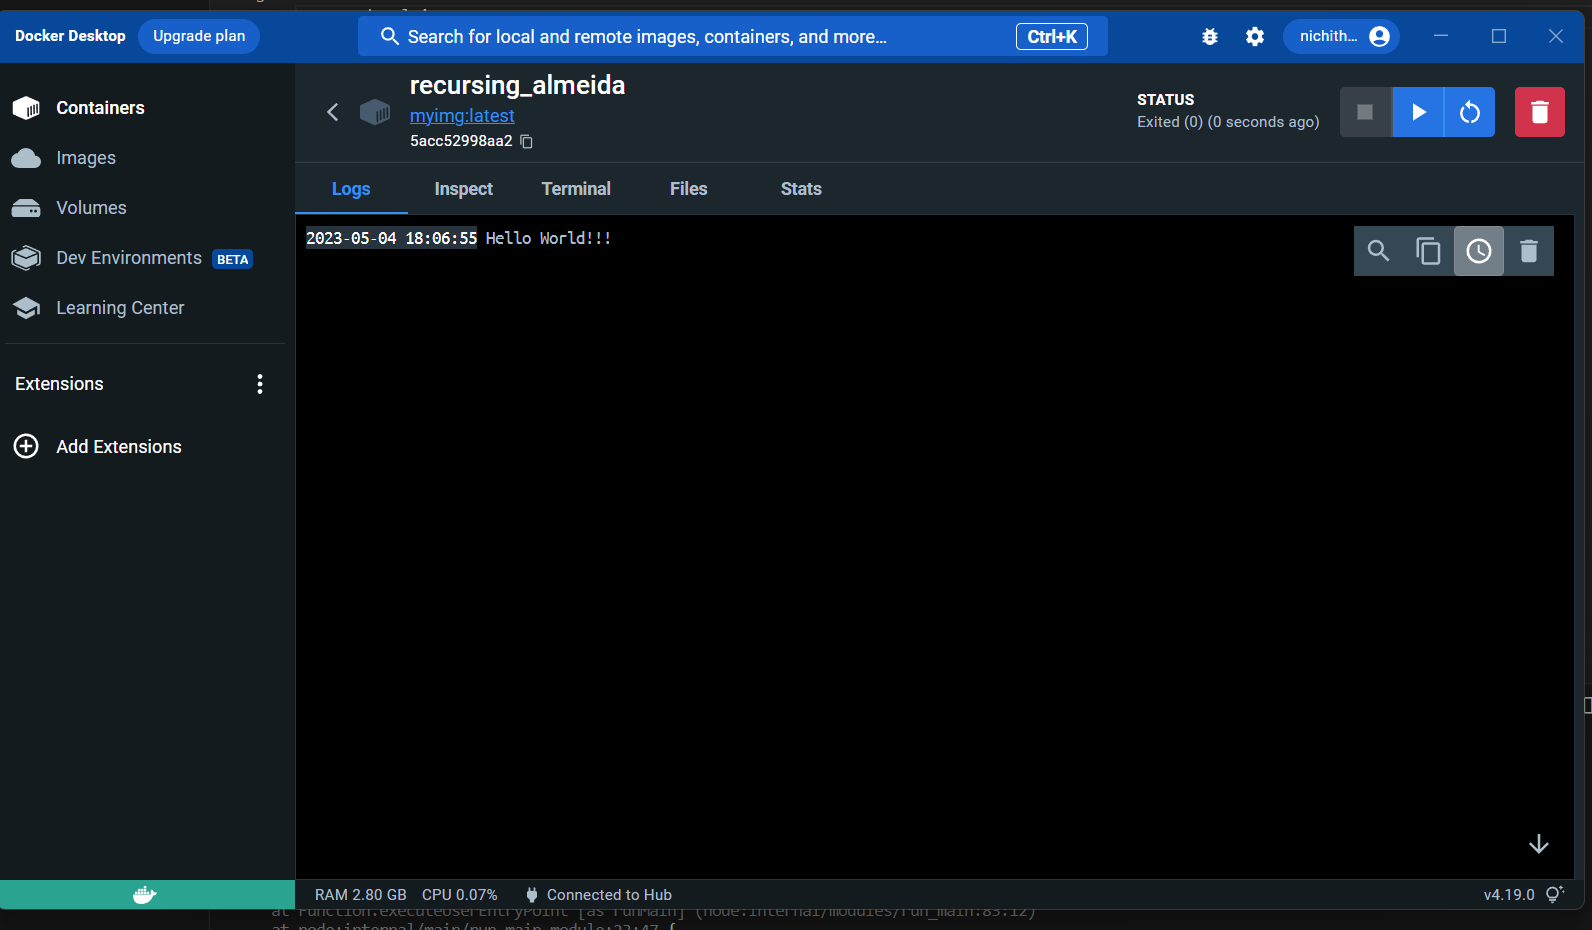 Docker Desktop
Upgrade plan
Search for local and remote images, containers, and more...
Ctrl+K
nichith...
Containers
Images
Volumes
Dev Environments BETA
Learning Center
Extensions
Add Extensions
recursing_almeida
myimg:latest
5acc52998aa2
STATUS
Exited (0) (0 seconds ago)
Logs
Inspect
Terminal
Files
Stats
2023-05-04 18:06:55 Hello World!!!
RAM 2.80 GB CPU 0.07% Connected to Hub
v4.19.0
at Function.executeUserEntryPoint [as runMain] (node:internal/modules/run_main:83:12)
at node:internal/main/run_main_module:23:47 {